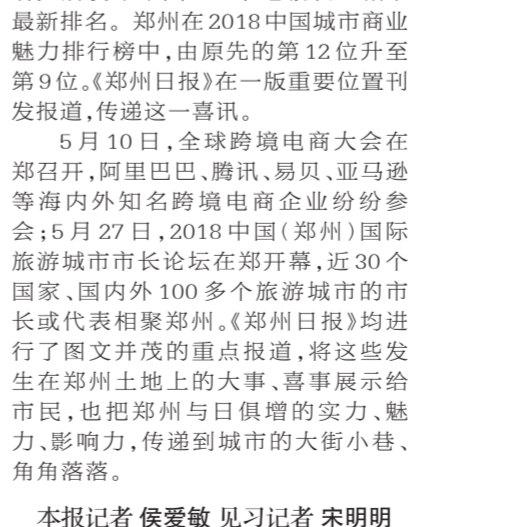 最新排名。郑州在2018中国城市商业
魅力排行榜中，由原先的第12位升至
第9位。《郑州日报》在一版重要位置刊
发报道，传递这一喜讯。
5月10日，全球跨境电商大会在
郑召开，阿里巴巴、腾讯、易贝、亚马逊
等海内外知名跨境电商企业纷纷参
会；5月27日，2018中国（郑州）国际
旅游城市市长论坛在郑开幕，近30个
国家、国内外100多个旅游城市的市
长或代表相聚郑州。《郑州日报》均进
行了图文并茂的重点报道，将这些发
生在郑州土地上的大事、喜事展示给
市民，也把郑州与日俱增的实力、魅
力、影响力，传递到城市的大街小巷、
角角落落。
本报记者 侯爱敏 见习记者 宋明明